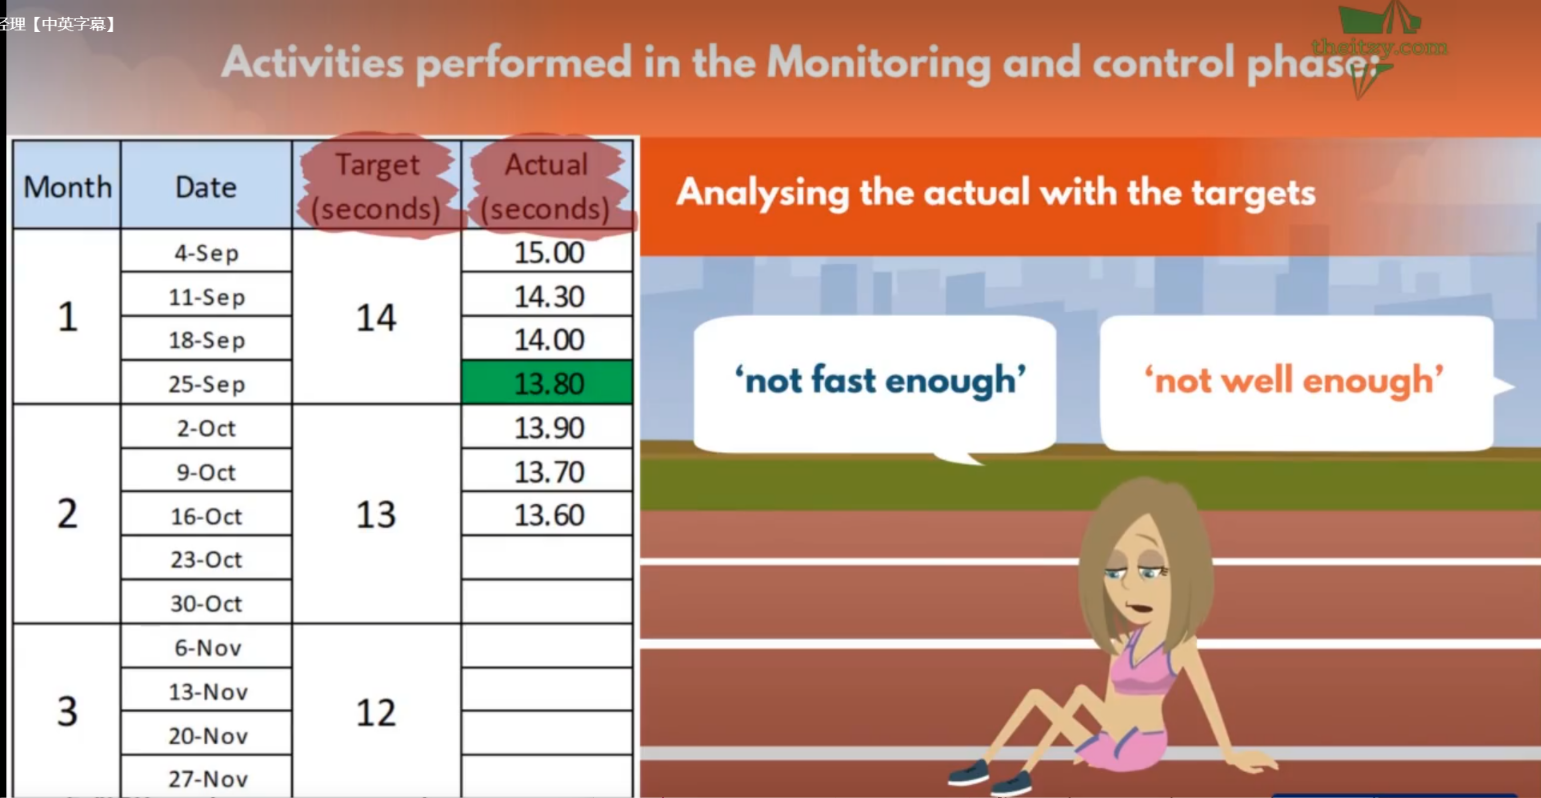 经理【中英字幕】
theitsy.com
Activities performed in the Monitoring and control phase:
Month Date Target (seconds) Actual (seconds)
1 14
4-Sep 15.00
11-Sep 14.30
18-Sep 14.00
25-Sep 13.80
2 13
2-Oct 13.90
9-Oct 13.70
16-Oct 13.60
23-Oct
30-Oct
3 12
6-Nov
13-Nov
20-Nov
27-Nov
Analysing the actual with the targets
‘not fast enough’
‘not well enough’